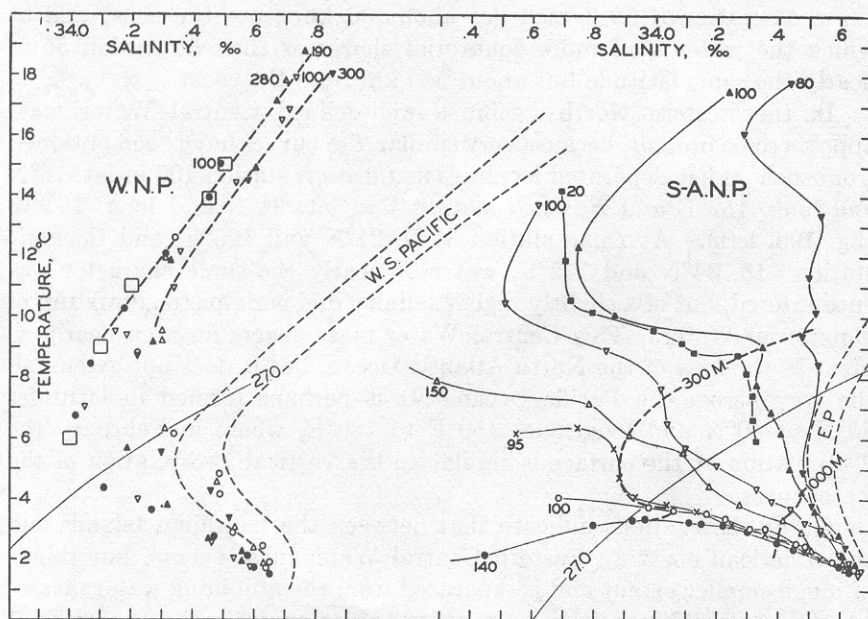 34.0 .2 .4 .6 .8 .4 .6 .8 34.0 .2 .4 .6
SALINITY, ‰ SALINITY, ‰
TEMPERATURE, °C
18
16
14
12
10
8
6
4
2
W.N.P.
280
190
100
300
100
W.S. PACIFIC
270
S-A.N.P.
100
80
20
100
300 M
150
95
100
140
270
E.P.
1000 M